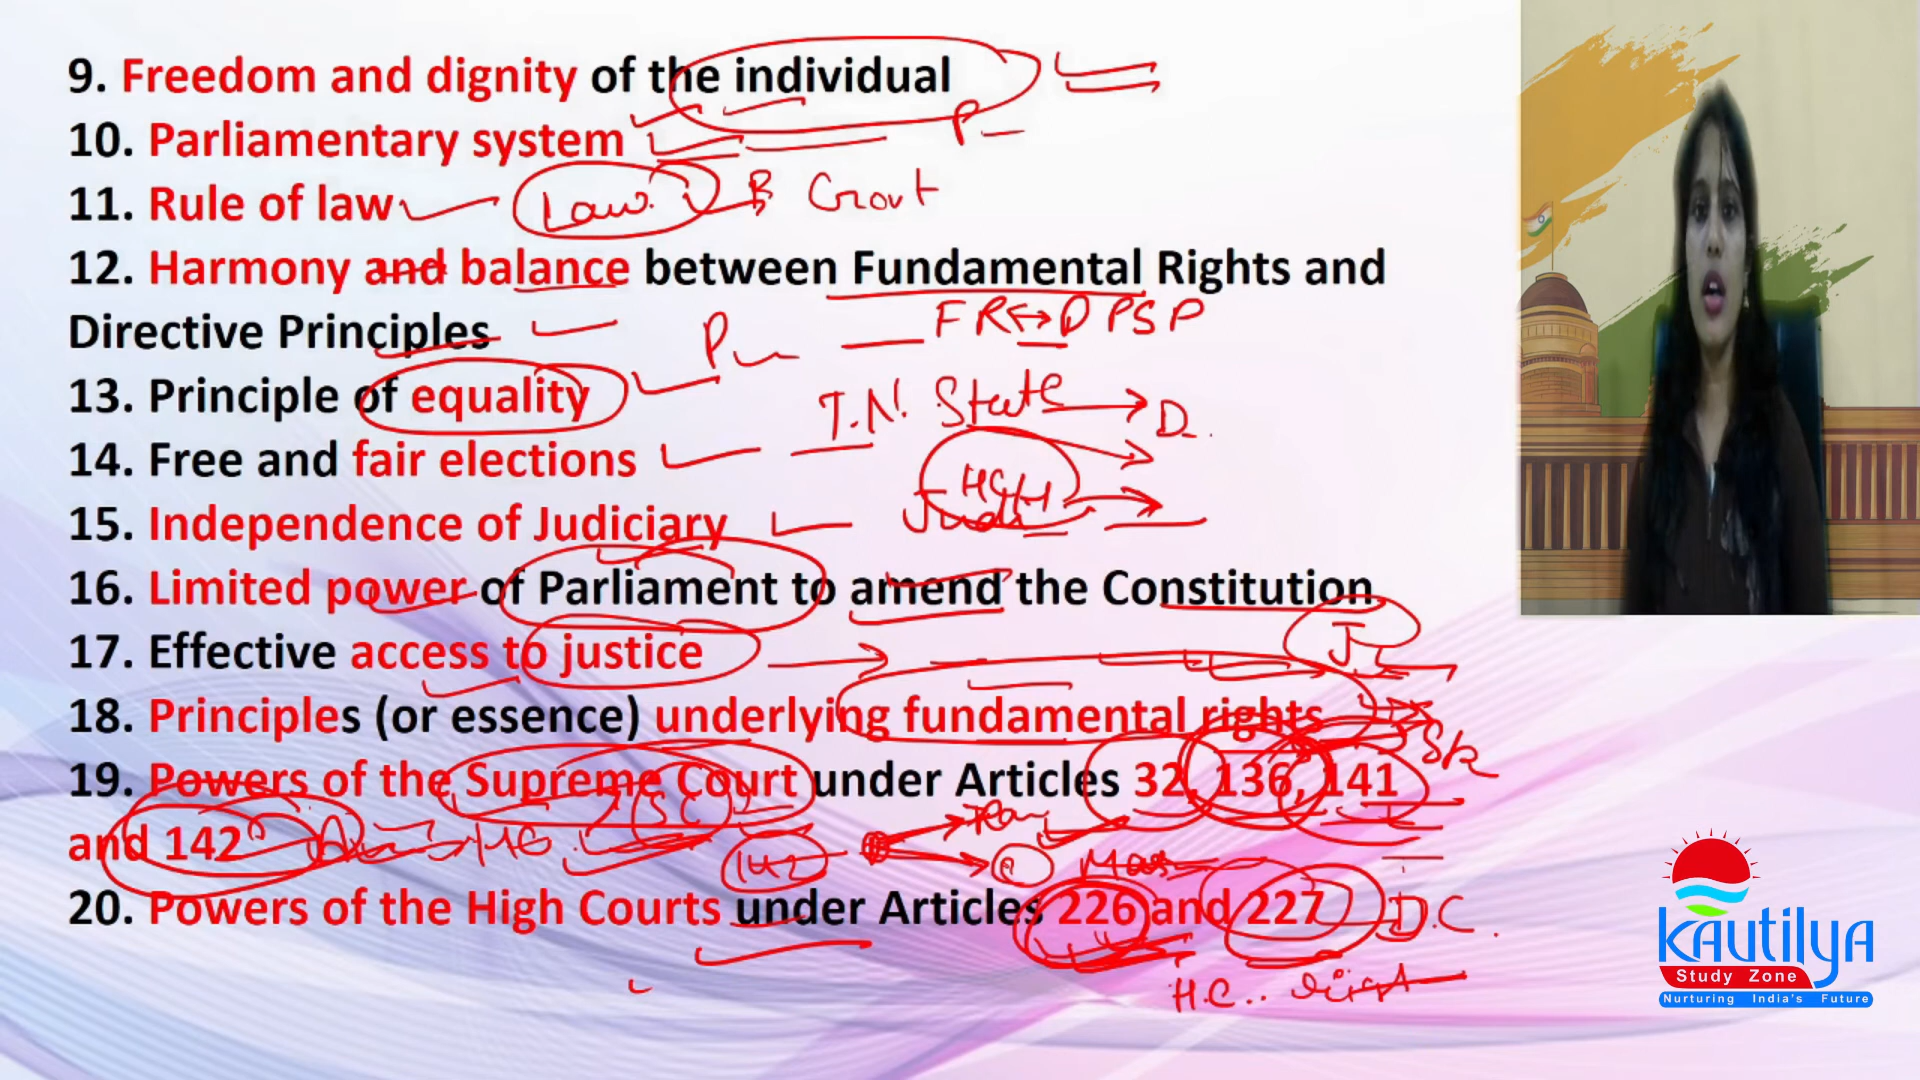 9. Freedom and dignity of the individual
10. Parliamentary system P
11. Rule of law Law B Govt
12. Harmony and balance between Fundamental Rights and
Directive Principles P FR↔DPSP
13. Principle of equality T.N. State → D.
14. Free and fair elections
15. Independence of Judiciary
16. Limited power of Parliament to amend the Constitution
17. Effective access to justice J
18. Principles (or essence) underlying fundamental rights
19. Powers of the Supreme Court under Articles 32, 136, 141
and 142 SC 142
20. Powers of the High Courts under Articles 226 and 227 D.C.
H.C..
kautilya
Study Zone
Nurturing India's Future